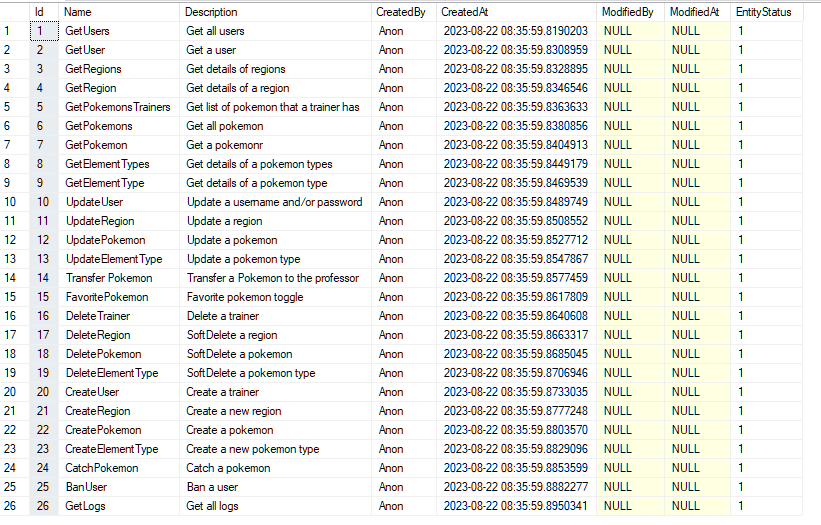 Id Name Description CreatedBy CreatedAt ModifiedBy ModifiedAt EntityStatus
1 1 GetUsers Get all users Anon 2023-08-22 08:35:59.8190203 NULL NULL 1
2 2 GetUser Get a user Anon 2023-08-22 08:35:59.8308959 NULL NULL 1
3 3 GetRegions Get details of regions Anon 2023-08-22 08:35:59.8328895 NULL NULL 1
4 4 GetRegion Get details of a region Anon 2023-08-22 08:35:59.8346546 NULL NULL 1
5 5 GetPokemonsTrainers Get list of pokemon that a trainer has Anon 2023-08-22 08:35:59.8363633 NULL NULL 1
6 6 GetPokemons Get all pokemon Anon 2023-08-22 08:35:59.8380856 NULL NULL 1
7 7 GetPokemon Get a pokemonr Anon 2023-08-22 08:35:59.8404913 NULL NULL 1
8 8 GetElementTypes Get details of a pokemon types Anon 2023-08-22 08:35:59.8449179 NULL NULL 1
9 9 GetElementType Get details of a pokemon type Anon 2023-08-22 08:35:59.8469539 NULL NULL 1
10 10 UpdateUser Update a username and/or password Anon 2023-08-22 08:35:59.8489749 NULL NULL 1
11 11 UpdateRegion Update a region Anon 2023-08-22 08:35:59.8508552 NULL NULL 1
12 12 UpdatePokemon Update a pokemon Anon 2023-08-22 08:35:59.8527712 NULL NULL 1
13 13 UpdateElementType Update a pokemon type Anon 2023-08-22 08:35:59.8547867 NULL NULL 1
14 14 Transfer Pokemon Transfer a Pokemon to the professor Anon 2023-08-22 08:35:59.8577459 NULL NULL 1
15 15 FavoritePokemon Favorite pokemon toggle Anon 2023-08-22 08:35:59.8617809 NULL NULL 1
16 16 DeleteTrainer Delete a trainer Anon 2023-08-22 08:35:59.8640608 NULL NULL 1
17 17 DeleteRegion SoftDelete a region Anon 2023-08-22 08:35:59.8663317 NULL NULL 1
18 18 DeletePokemon SoftDelete a pokemon Anon 2023-08-22 08:35:59.8685045 NULL NULL 1
19 19 DeleteElementType SoftDelete a pokemon type Anon 2023-08-22 08:35:59.8706946 NULL NULL 1
20 20 CreateUser Create a trainer Anon 2023-08-22 08:35:59.8733035 NULL NULL 1
21 21 CreateRegion Create a new region Anon 2023-08-22 08:35:59.8777248 NULL NULL 1
22 22 CreatePokemon Create a pokemon Anon 2023-08-22 08:35:59.8803570 NULL NULL 1
23 23 CreateElementType Create a new pokemon type Anon 2023-08-22 08:35:59.8829096 NULL NULL 1
24 24 CatchPokemon Catch a pokemon Anon 2023-08-22 08:35:59.8853599 NULL NULL 1
25 25 BanUser Ban a user Anon 2023-08-22 08:35:59.8882277 NULL NULL 1
26 26 GetLogs Get all logs Anon 2023-08-22 08:35:59.8950341 NULL NULL 1